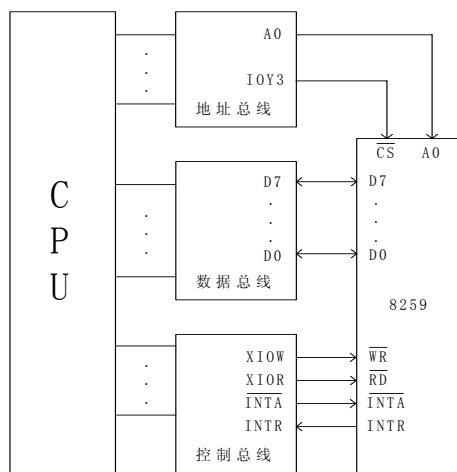 CPU
A0
IOY3
地址总线
D7
.
.
.
D0
数据总线
XIOW
XIOR
INTA
INTR
控制总线
CS A0
D7
.
.
.
D0
8259
WR
RD
INTA
INTR